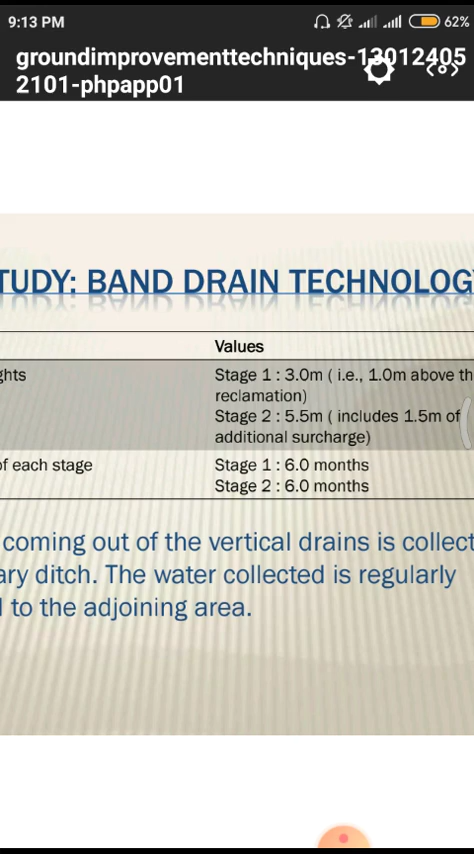 9:13 PM
62%
groundimprovementtechniques-13012405
2101-phpapp01
TUDY: BAND DRAIN TECHNOLOGY
Values
ghts
Stage 1 : 3.0m ( i.e., 1.0m above th
reclamation)
Stage 2 : 5.5m ( includes 1.5m of
additional surcharge)
of each stage
Stage 1 : 6.0 months
Stage 2 : 6.0 months
coming out of the vertical drains is collect
ary ditch. The water collected is regularly
to the adjoining area.